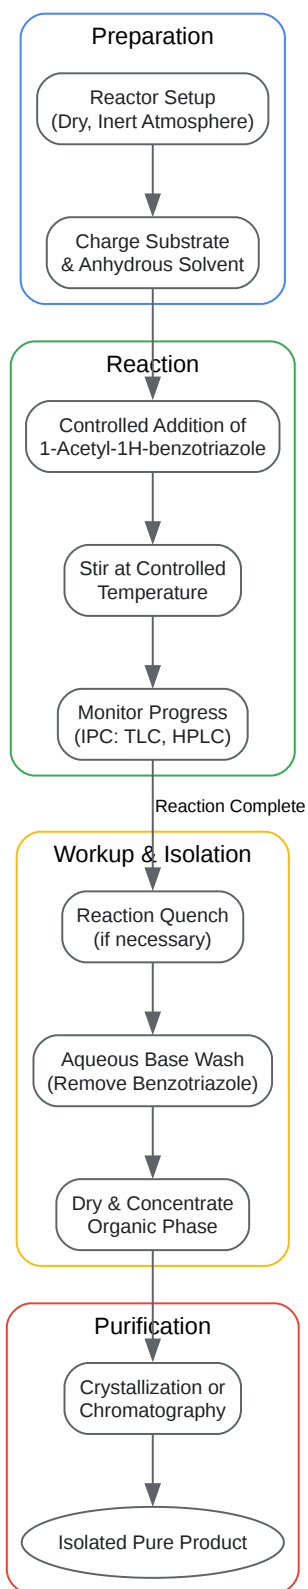 Preparation
Reactor Setup
(Dry, Inert Atmosphere)
Charge Substrate
& Anhydrous Solvent
Reaction
Controlled Addition of
1-Acetyl-1H-benzotriazole
Stir at Controlled
Temperature
Monitor Progress
(IPC: TLC, HPLC)
Reaction Complete
Workup & Isolation
Reaction Quench
(if necessary)
Aqueous Base Wash
(Remove Benzotriazole)
Dry & Concentrate
Organic Phase
Purification
Crystallization or
Chromatography
Isolated Pure Product